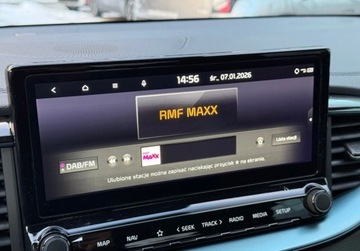 14:56 śr., 07.01.2026
RMF MAXX
RMF
MAXX
DAB/FM
Lista stacji
Ulubione stacje można zapisać naciskając przycisk ★ na ekranie.
MAP NAV ☆ < SEEK TRACK > RADIO MEDIA SETUP